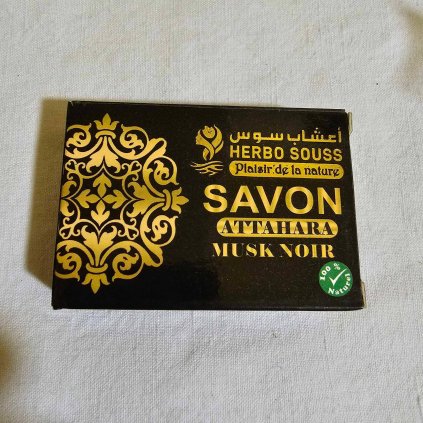 أعشاب سوس
HERBO SOUSS
Plaisir de la nature
SAVON
ATTAHARA
MUSK NOIR
100 %
Naturel